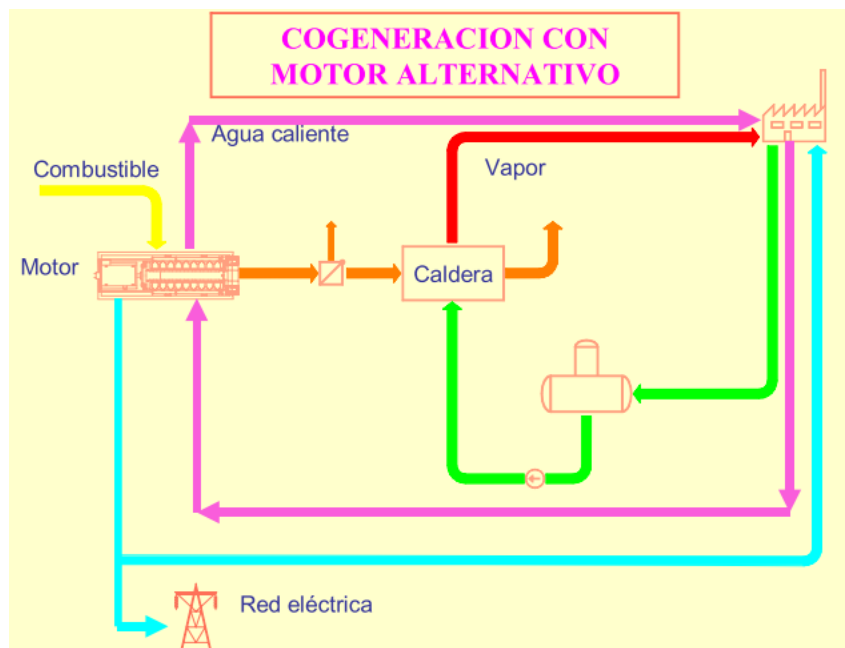 COGENERACION CON
MOTOR ALTERNATIVO
Agua caliente
Combustible
Vapor
Motor
Caldera
Red eléctrica